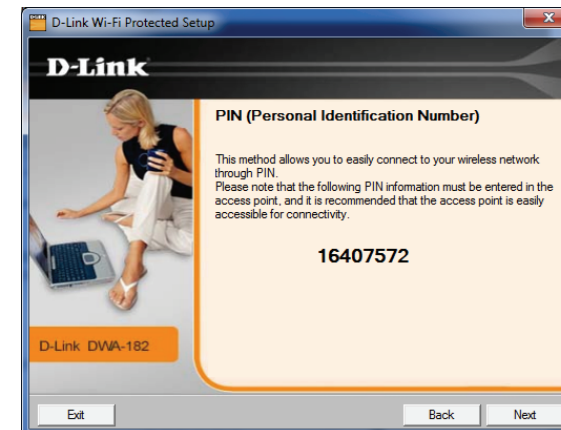 D-Link Wi-Fi Protected Setup
D-Link
PIN (Personal Identification Number)
This method allows you to easily connect to your wireless network
through PIN.
Please note that the following PIN information must be entered in the
access point, and it is recommended that the access point is easily
accessible for connectivity.
16407572
D-Link DWA-182
Exit
Back
Next